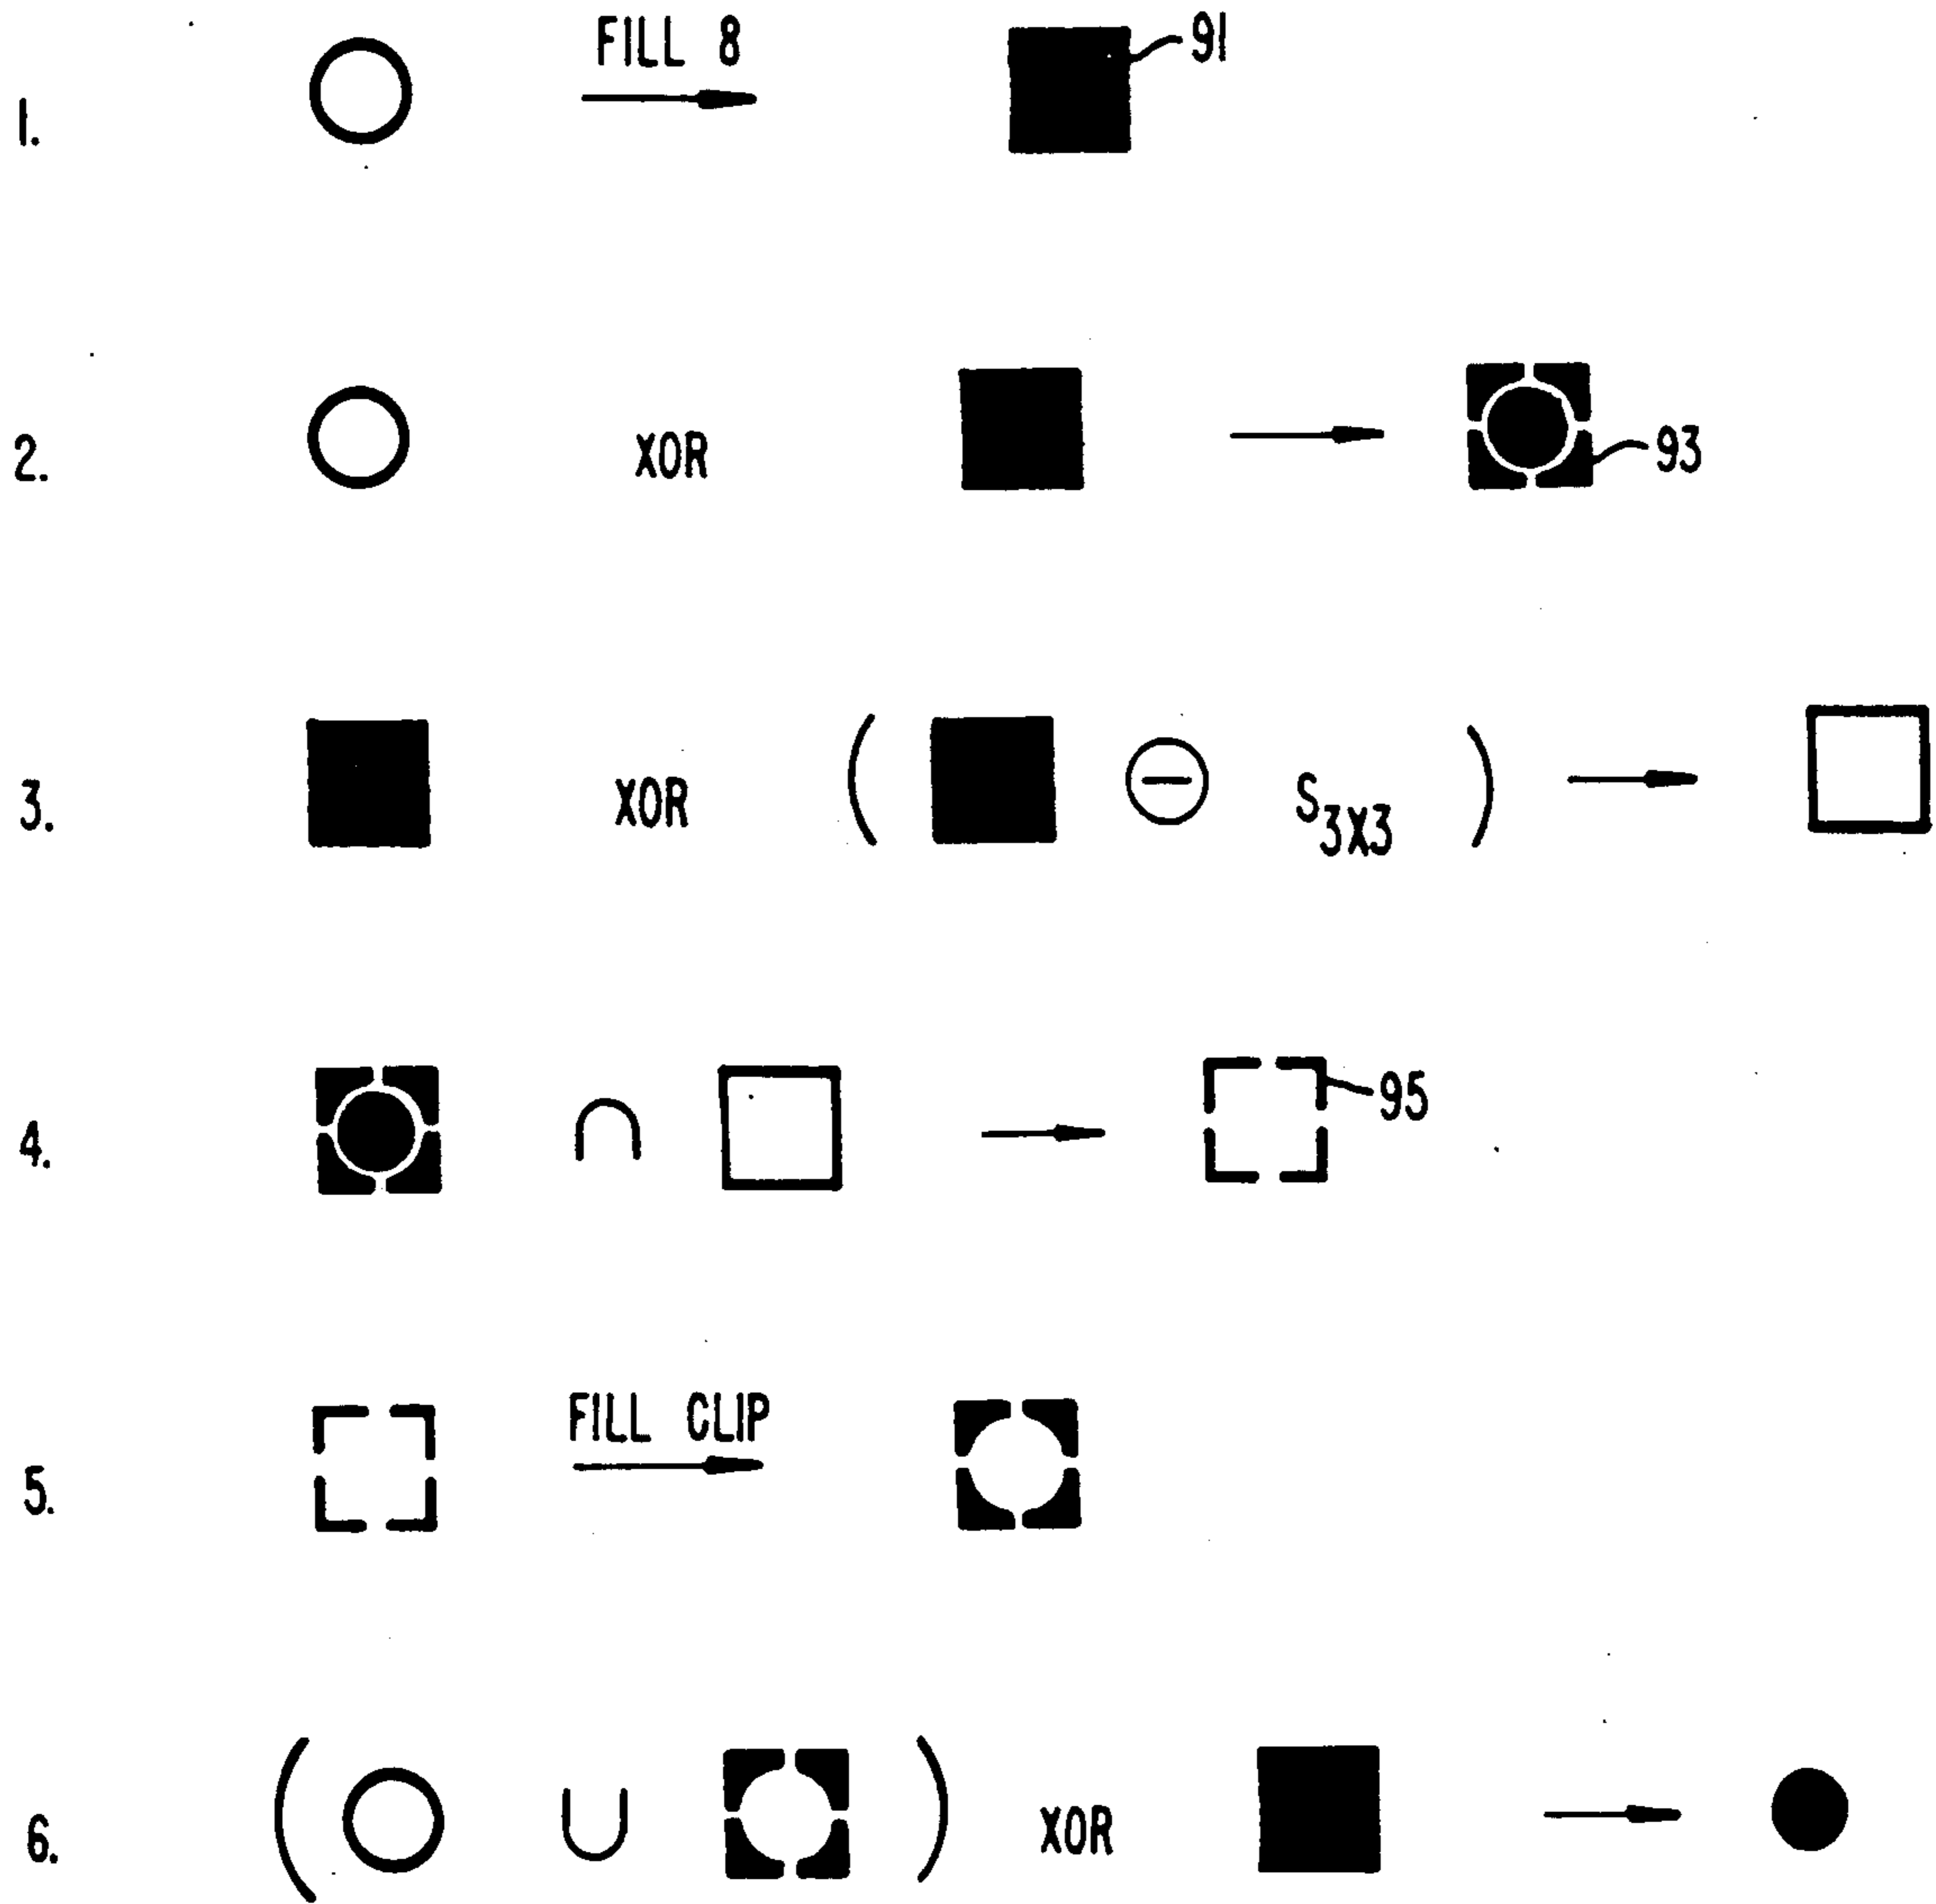 1. FILL 8 91
2. XOR 93
3. XOR ( ⊖ S3X3 )
4. ∩ 95
5. FILL CLIP
6. ( ∪ ) XOR